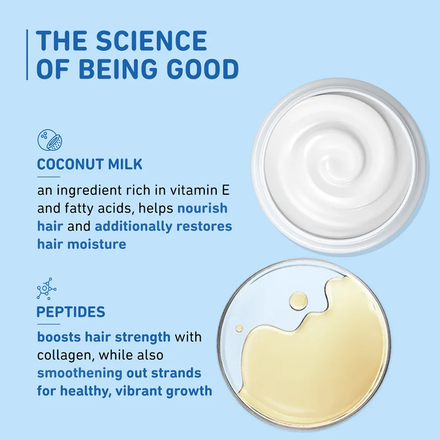 THE SCIENCE
OF BEING GOOD
COCONUT MILK
an ingredient rich in vitamin E
and fatty acids, helps nourish
hair and additionally restores
hair moisture
PEPTIDES
boosts hair strength with
collagen, while also
smoothening out strands
for healthy, vibrant growth